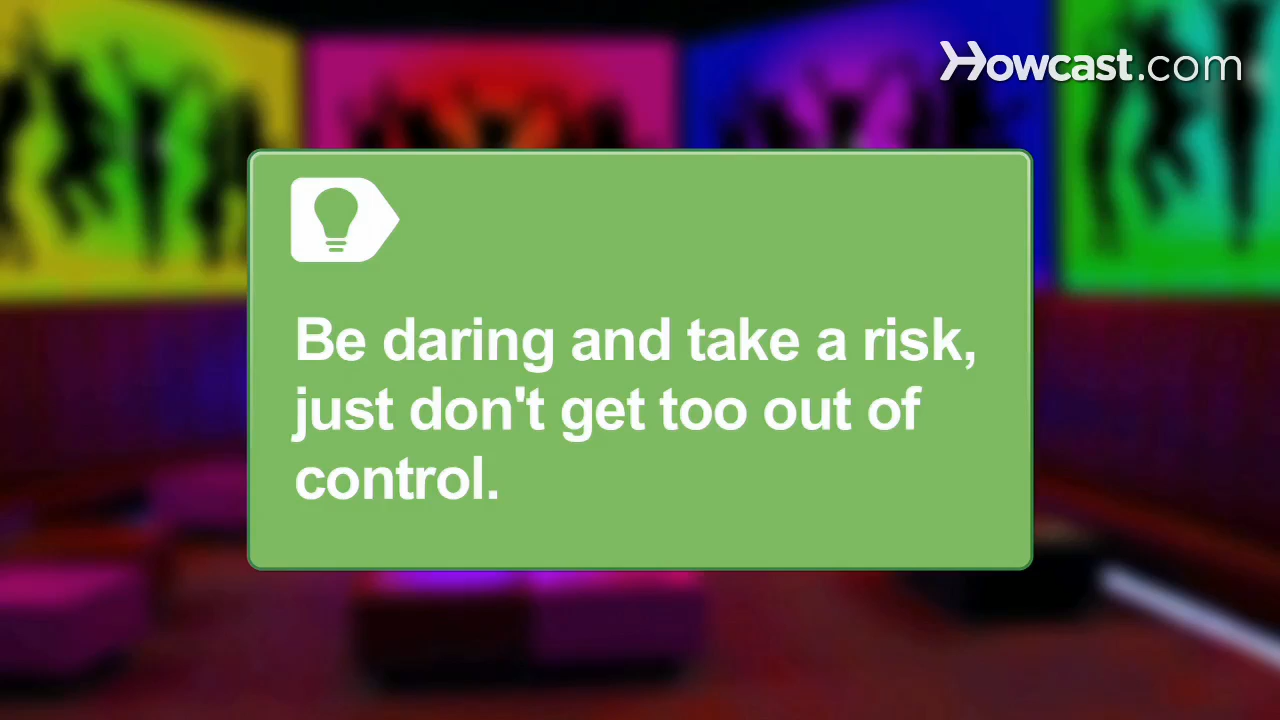 Howcast.com
Be daring and take a risk,
just don't get too out of
control.